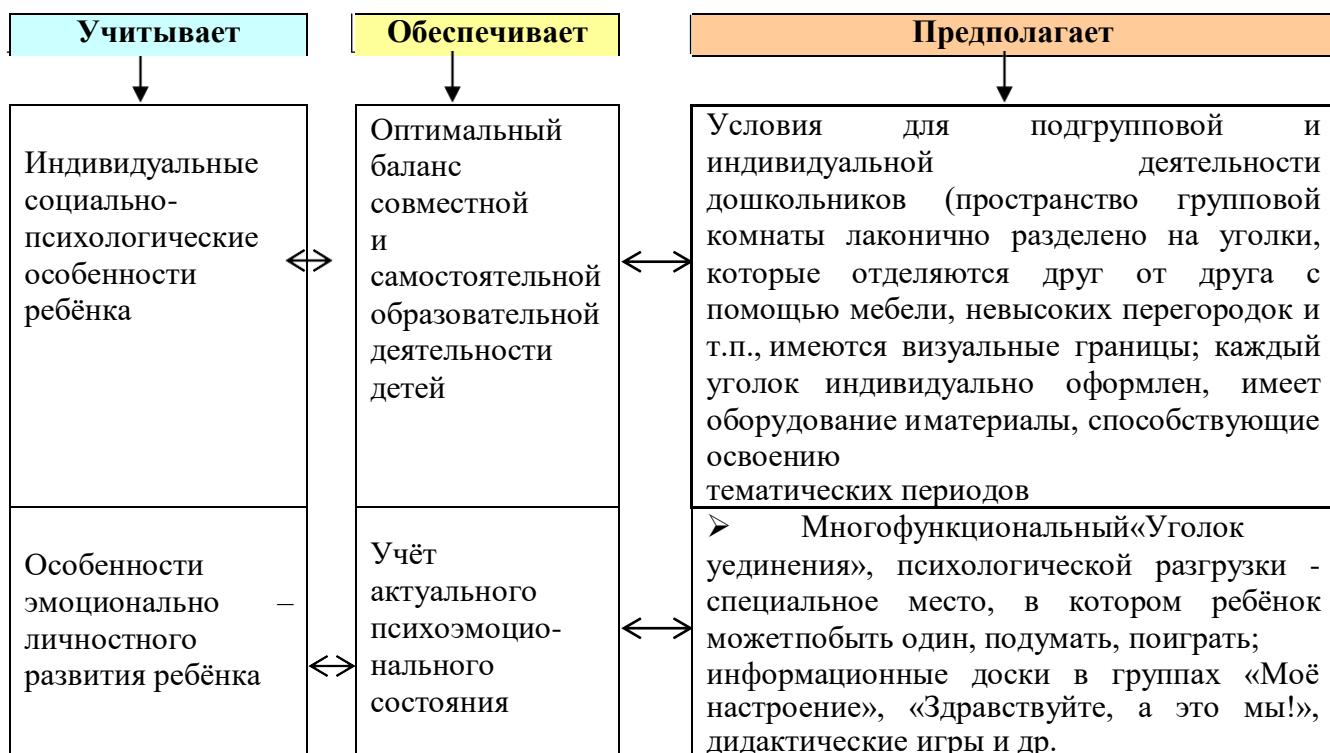 Учитывает
Обеспечивает
Предполагает
Индивидуальные
социально-
психологические
особенности
ребёнка
Оптимальный
баланс
совместной
и
самостоятельной
образовательной
деятельности
детей
Условия для подгрупповой и
индивидуальной деятельности
дошкольников (пространство групповой
комнаты лаконично разделено на уголки,
которые отделяются друг от друга с
помощью мебели, невысоких перегородок и
т.п., имеются визуальные границы; каждый
уголок индивидуально оформлен, имеет
оборудование иматериалы, способствующие
освоению
тематических периодов
Особенности
эмоционально –
личностного
развития ребёнка
Учёт
актуального
психоэмоцио-
нального
состояния
➢ Многофункциональный«Уголок
уединения», психологической разгрузки -
специальное место, в котором ребёнок
можетпобыть один, подумать, поиграть;
информационные доски в группах «Моё
настроение», «Здравствуйте, а это мы!»,
дидактические игры и др.